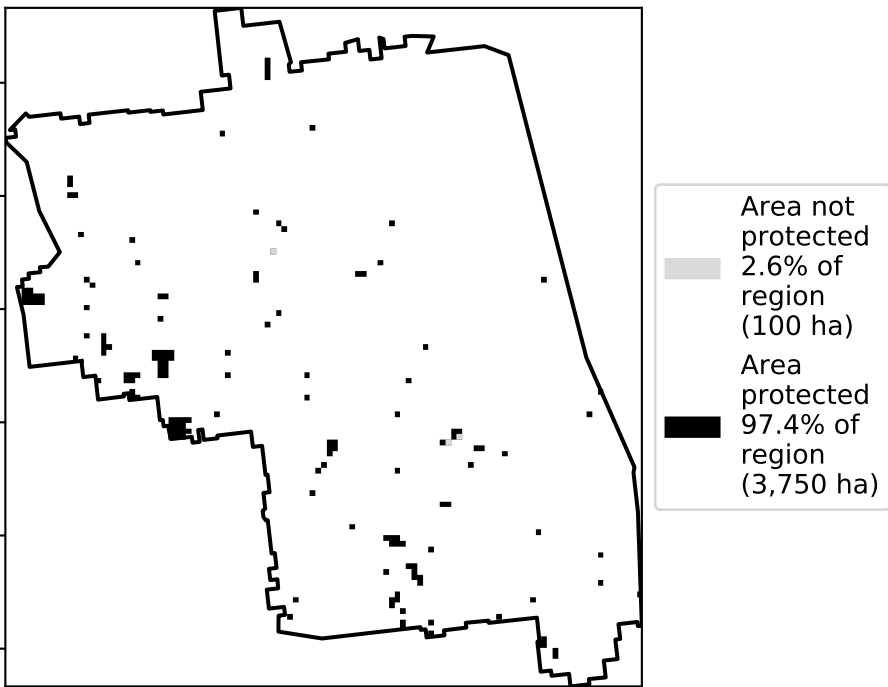 Area not
protected
2.6% of
region
(100 ha)
Area
protected
97.4% of
region
(3,750 ha)